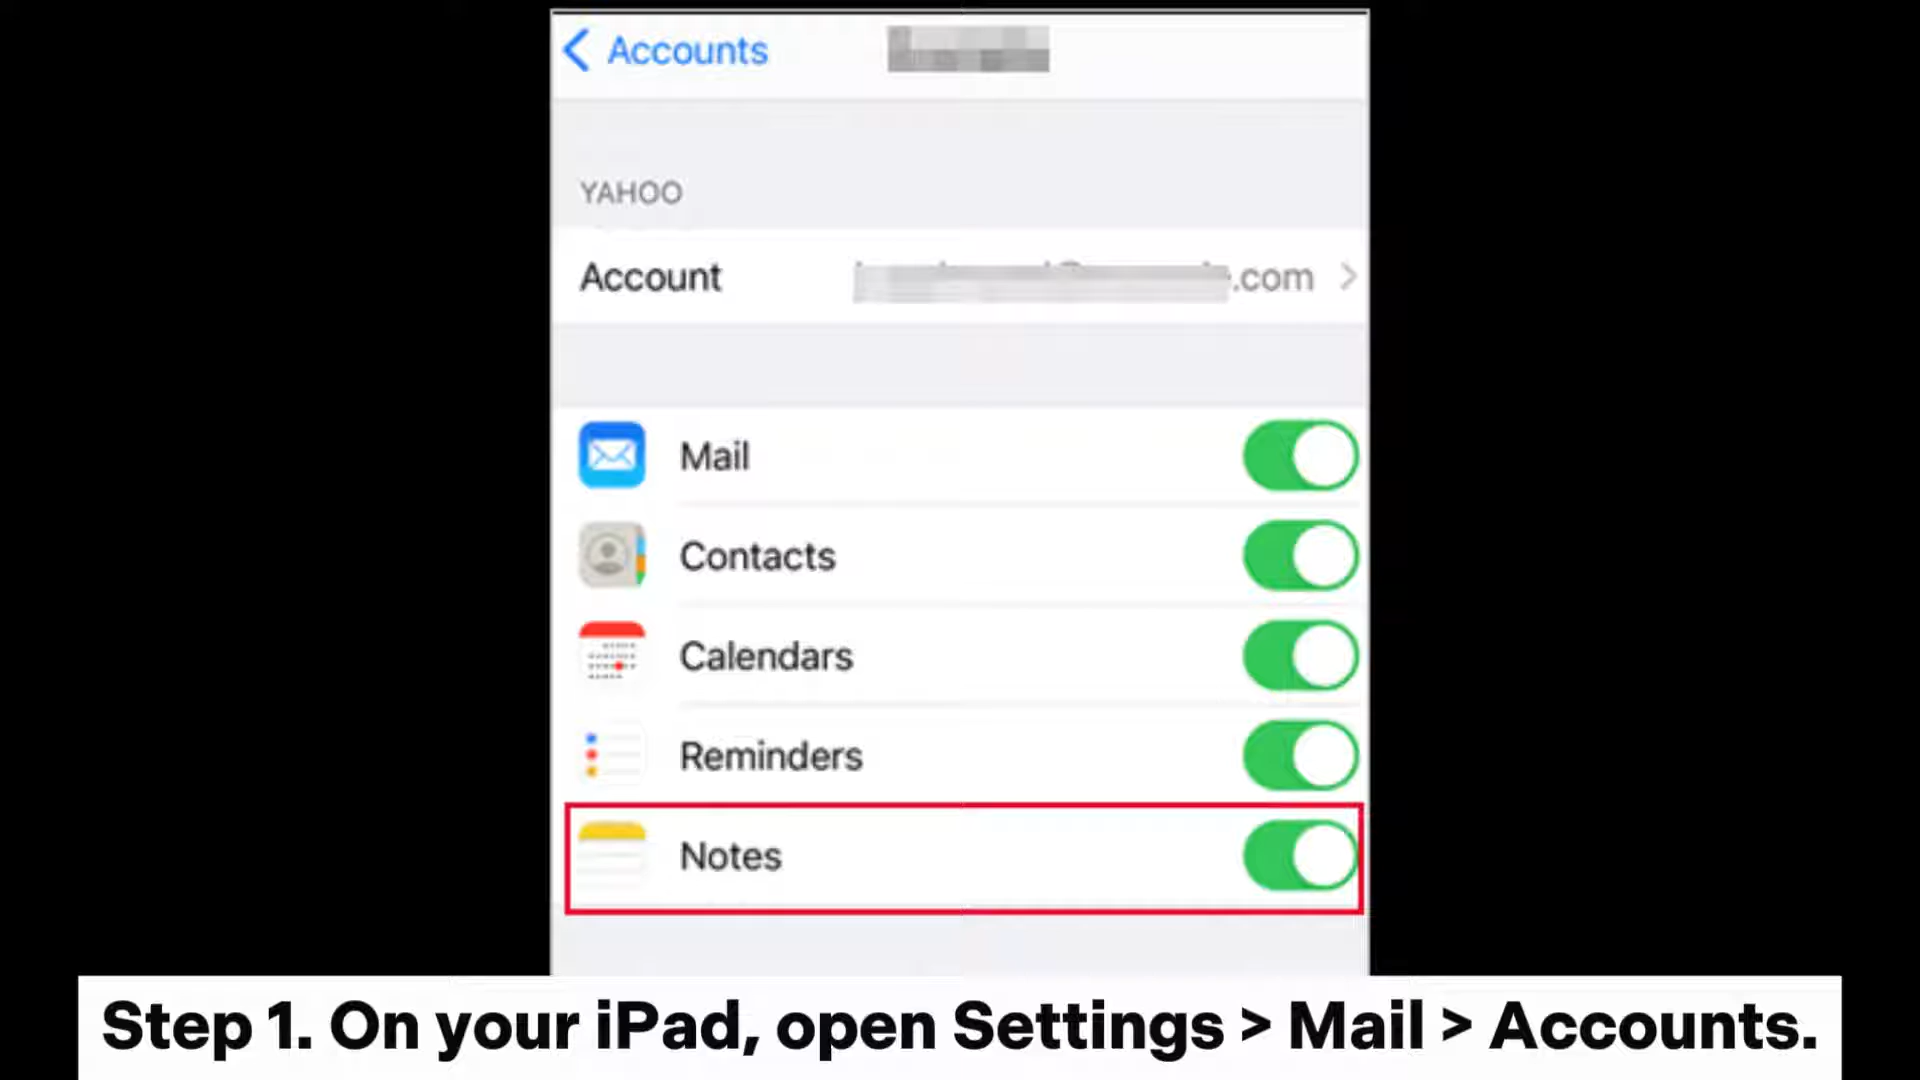 Accounts
YAHOO
Account .com
Mail
Contacts
Calendars
Reminders
Notes
Step 1. On your iPad, open Settings > Mail > Accounts.